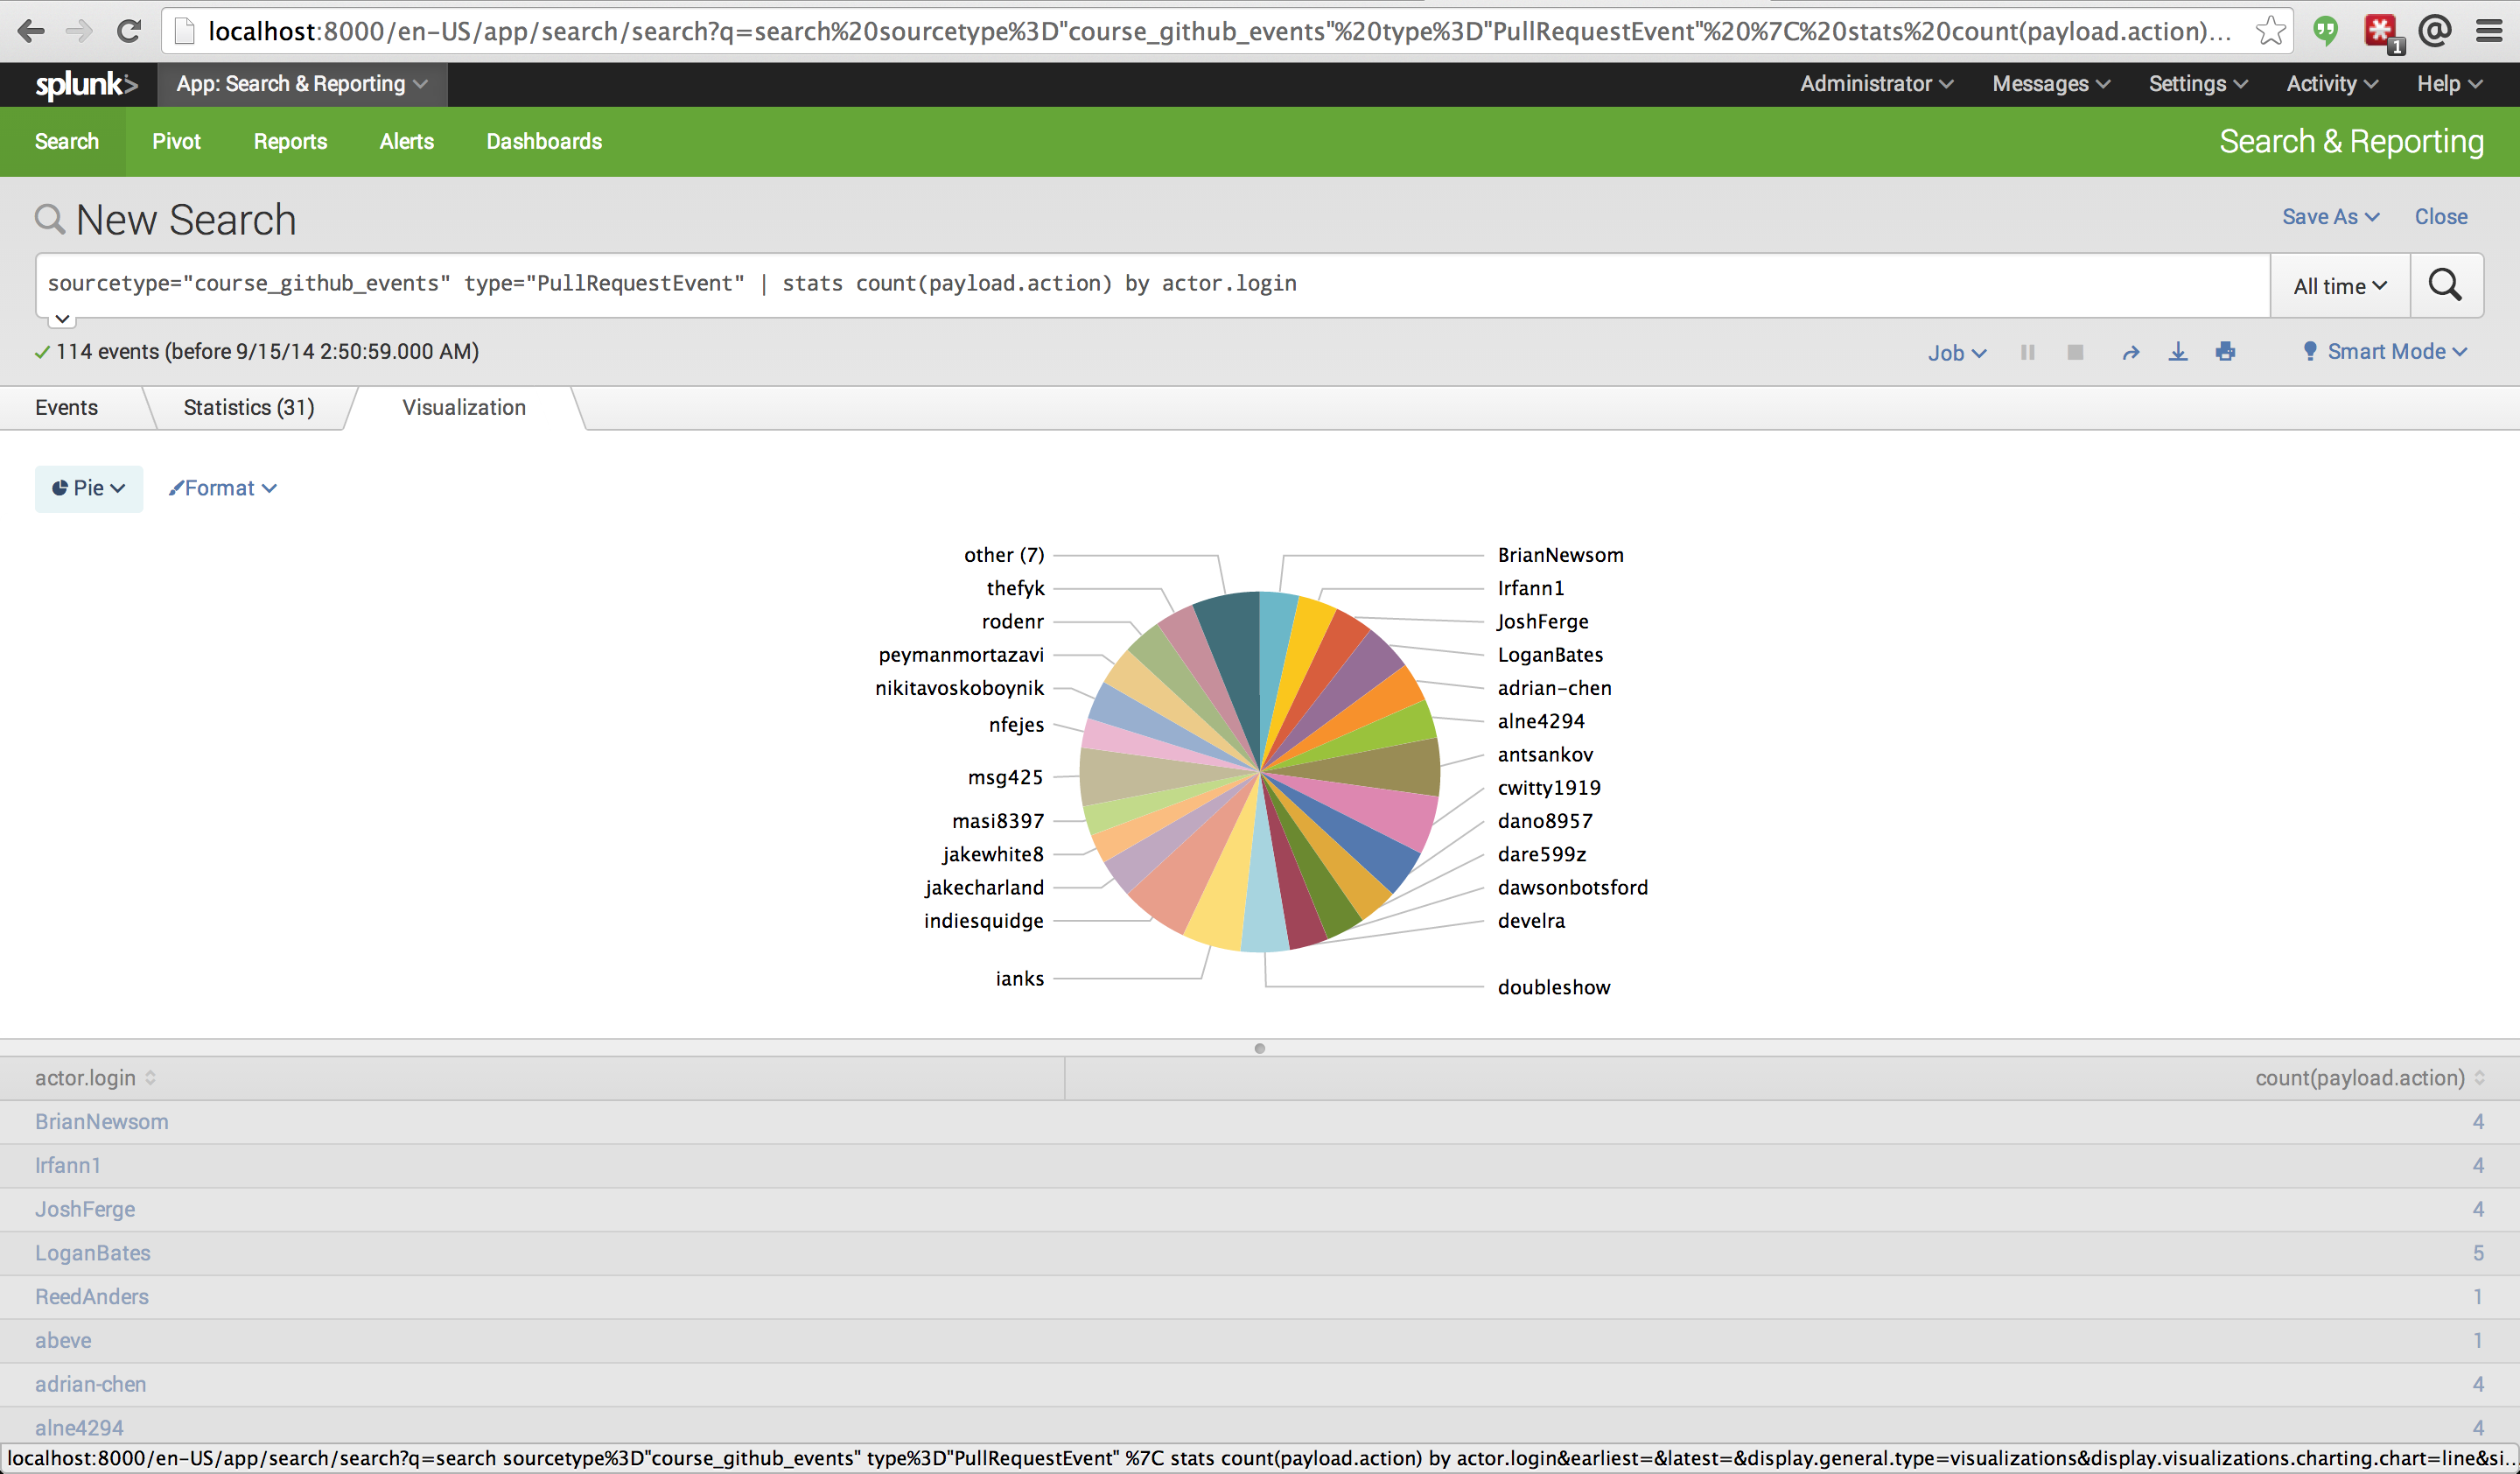 localhost:8000/en-US/app/search/search?q=search%20sourcetype%3D"course_github_events"%20type%3D"PullRequestEvent"%20%7C%20stats%20count(payload.action)...
1
splunk> App: Search & Reporting Administrator Messages Settings Activity Help
Search Pivot Reports Alerts Dashboards Search & Reporting
New Search Save As Close
sourcetype="course_github_events" type="PullRequestEvent" | stats count(payload.action) by actor.login All time
114 events (before 9/15/14 2:50:59.000 AM) Job Smart Mode
Events Statistics (31) Visualization
Pie Format
other (7) BrianNewsom
thefyk Irfann1
rodenr JoshFerge
peymanmortazavi LoganBates
nikitavoskoboynik adrian-chen
nfejes alne4294
antsankov
msg425 cwitty1919
masi8397 dano8957
jakewhite8 dare599z
jakecharland dawsonbotsford
indiesquidge develra
ianks doubleshow
actor.login count(payload.action)
BrianNewsom 4
Irfann1 4
JoshFerge 4
LoganBates 5
ReedAnders 1
abeve 1
adrian-chen 4
alne4294 4
localhost:8000/en-US/app/search/search?q=search sourcetype%3D"course_github_events" type%3D"PullRequestEvent" %7C stats count(payload.action) by actor.login&earliest=&latest=&display.general.type=visualizations&display.visualizations.charting.chart=line&si...